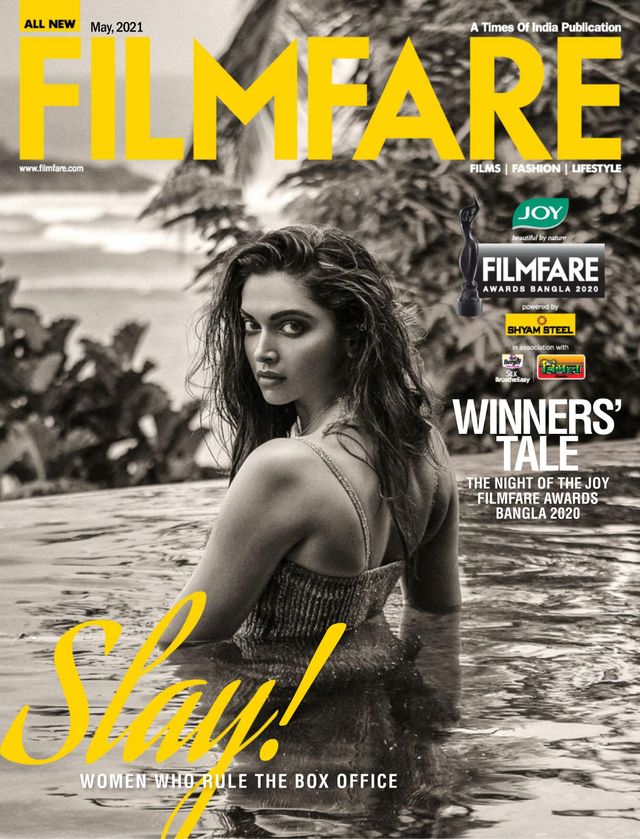 ALL NEW
May, 2021
A Times Of India Publication
FILMFARE
www.filmfare.com
FILMS | FASHION | LIFESTYLE
JOY
beautiful by nature
FILMFARE
AWARDS BANGLA 2020
powered by
SHYAM STEEL
in association with
SILK
BreatheEasy
WINNERS'
TALE
THE NIGHT OF THE JOY
FILMFARE AWARDS
BANGLA 2020
Slay!
WOMEN WHO RULE THE BOX OFFICE